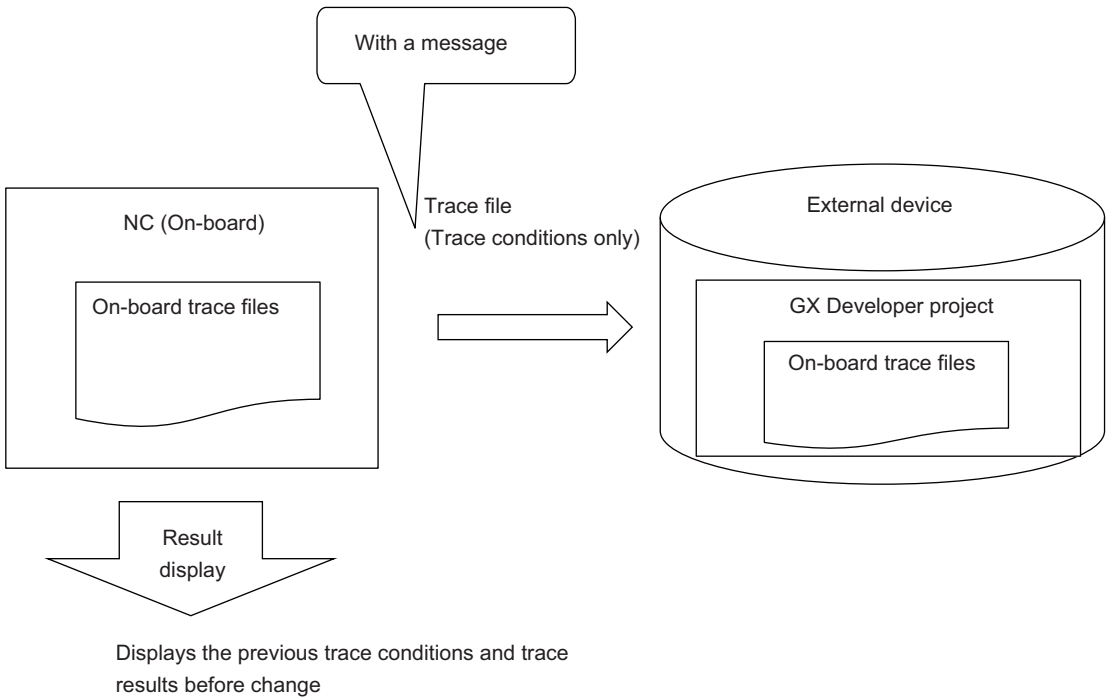 With a message
Trace file
(Trace conditions only)
NC (On-board)
On-board trace files
External device
GX Developer project
On-board trace files
Result
display
Displays the previous trace conditions and trace
results before change